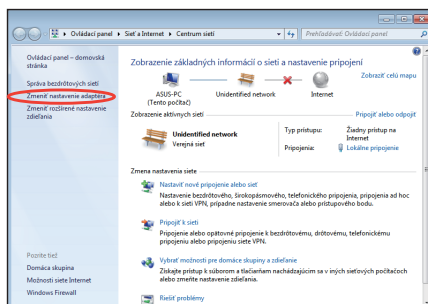 Ovládací panel ▸ Sieť a Internet ▸ Centrum sietí
Prehľadávať: Ovládací panel
Ovládací panel – domovská
stránka
Správa bezdrôtových sietí
Zmeniť nastavenie adaptéra
Zmeniť rozšírené nastavenie
zdieľania
Pozrite tiež
Domáca skupina
Možnosti siete Internet
Windows Firewall
Zobrazenie základných informácií o sieti a nastavenie pripojení
Zobraziť celú mapu
ASUS-PC
(Tento počítač)
Unidentified network
Internet
Zobrazenie aktívnych sietí
Pripojiť alebo odpojiť
Unidentified network
Verejná sieť
Typ prístupu: Žiadny prístup na
Internet
Pripojenia: Lokálne pripojenie
Zmena nastavenia siete
Nastaviť nové pripojenie alebo sieť
Nastavenie bezdrôtového, širokopásmového, telefonického pripojenia, pripojenia ad hoc
alebo k sieti VPN, prípadne nastavenie smerovača alebo prístupového bodu.
Pripojiť k sieti
Pripojenie alebo opätovné pripojenie k bezdrôtovému, drôtovému, telefonickému
pripojeniu alebo pripojeniu siete VPN.
Vybrať možnosti pre domáce skupiny a zdieľanie
Získajte prístup k súborom a tlačiarňam nachádzajúcim sa v iných sieťových počítačoch
alebo zmeňte nastavenie zdieľania.
Riešiť problémy